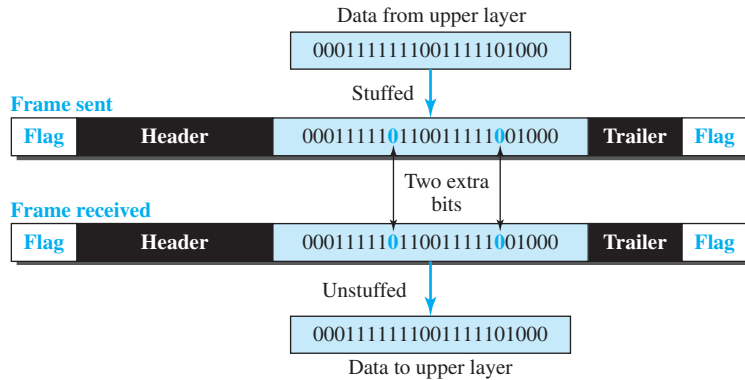 Data from upper layer
0001111111001111101000
Stuffed
Frame sent
Flag Header 000111110110011111001000 Trailer Flag
Two extra
bits
Frame received
Flag Header 000111110110011111001000 Trailer Flag
Unstuffed
0001111111001111101000
Data to upper layer